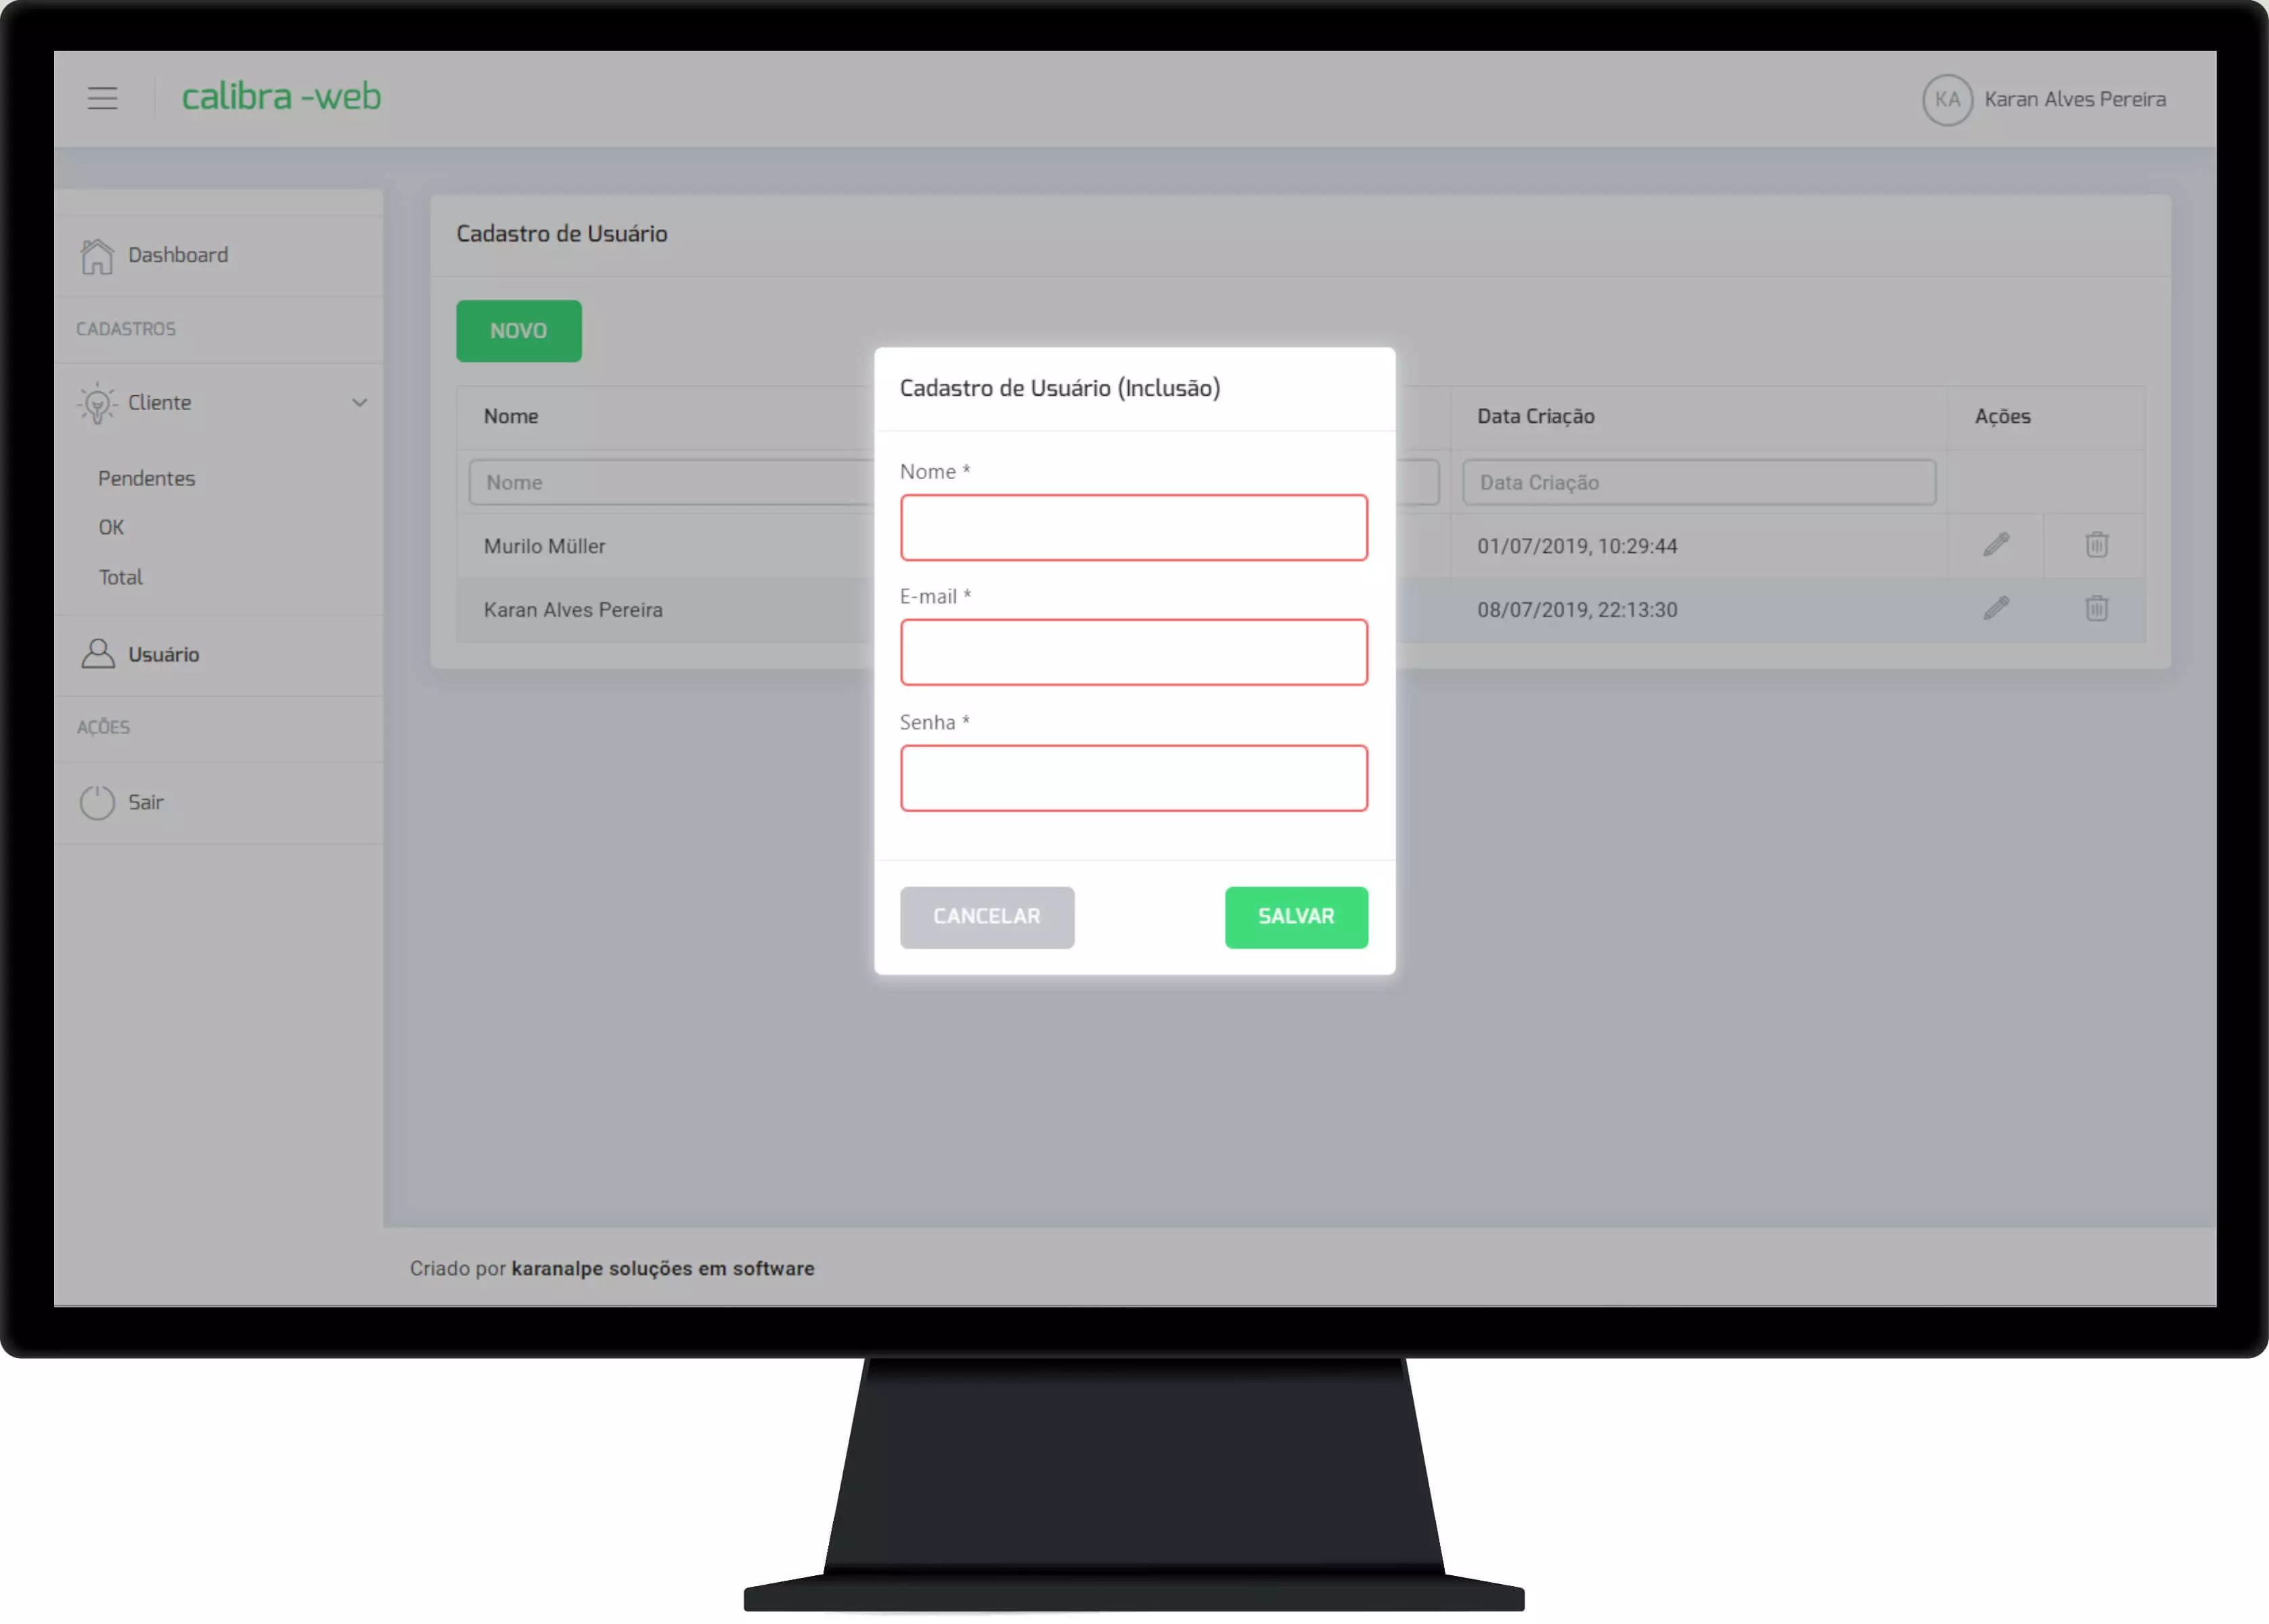 calibra -web
KA Karan Alves Pereira
Dashboard
CADASTROS
Cliente
Pendentes
OK
Total
Usuário
AÇÕES
Sair
Cadastro de Usuário
NOVO
Nome Data Criação Ações
Nome Data Criação
Murilo Müller 01/07/2019, 10:29:44
Karan Alves Pereira 08/07/2019, 22:13:30
Cadastro de Usuário (Inclusão)
Nome *
E-mail *
Senha *
CANCELAR SALVAR
Criado por karanalpe soluções em software